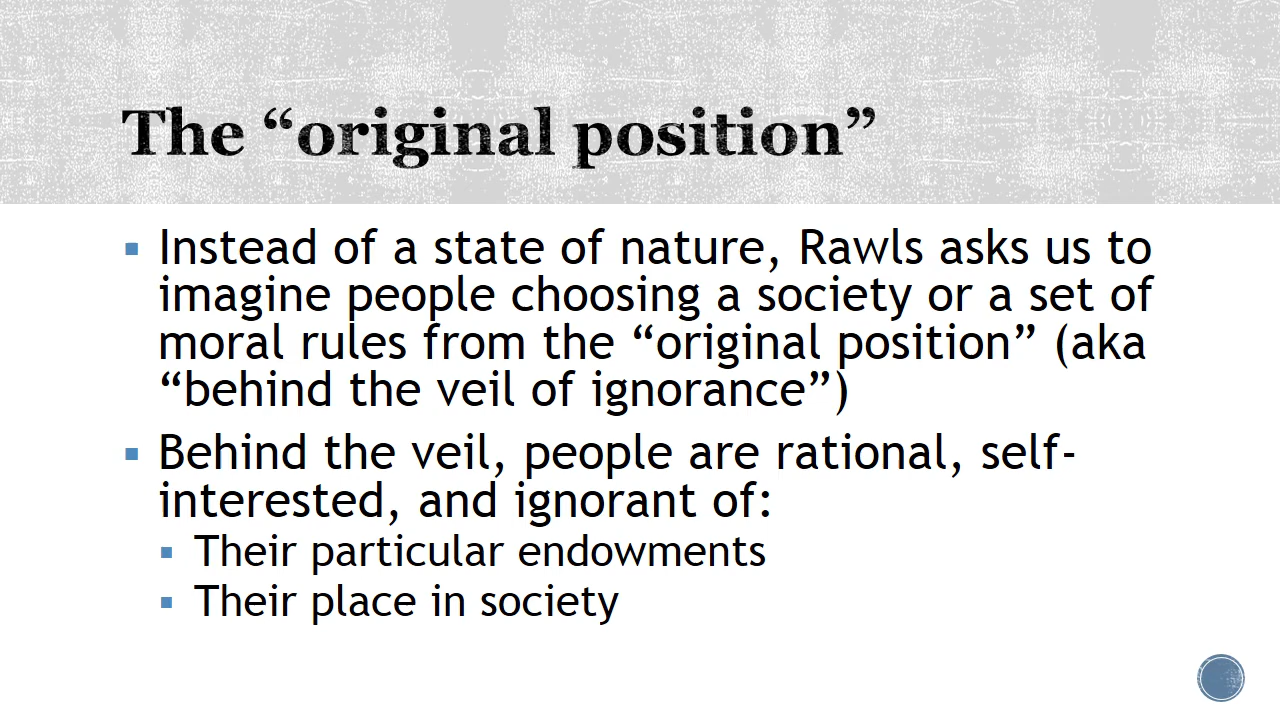 The “original position”
Instead of a state of nature, Rawls asks us to
imagine people choosing a society or a set of
moral rules from the “original position” (aka
“behind the veil of ignorance”)
Behind the veil, people are rational, self-
interested, and ignorant of:
Their particular endowments
Their place in society